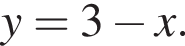 y = 3 − x.